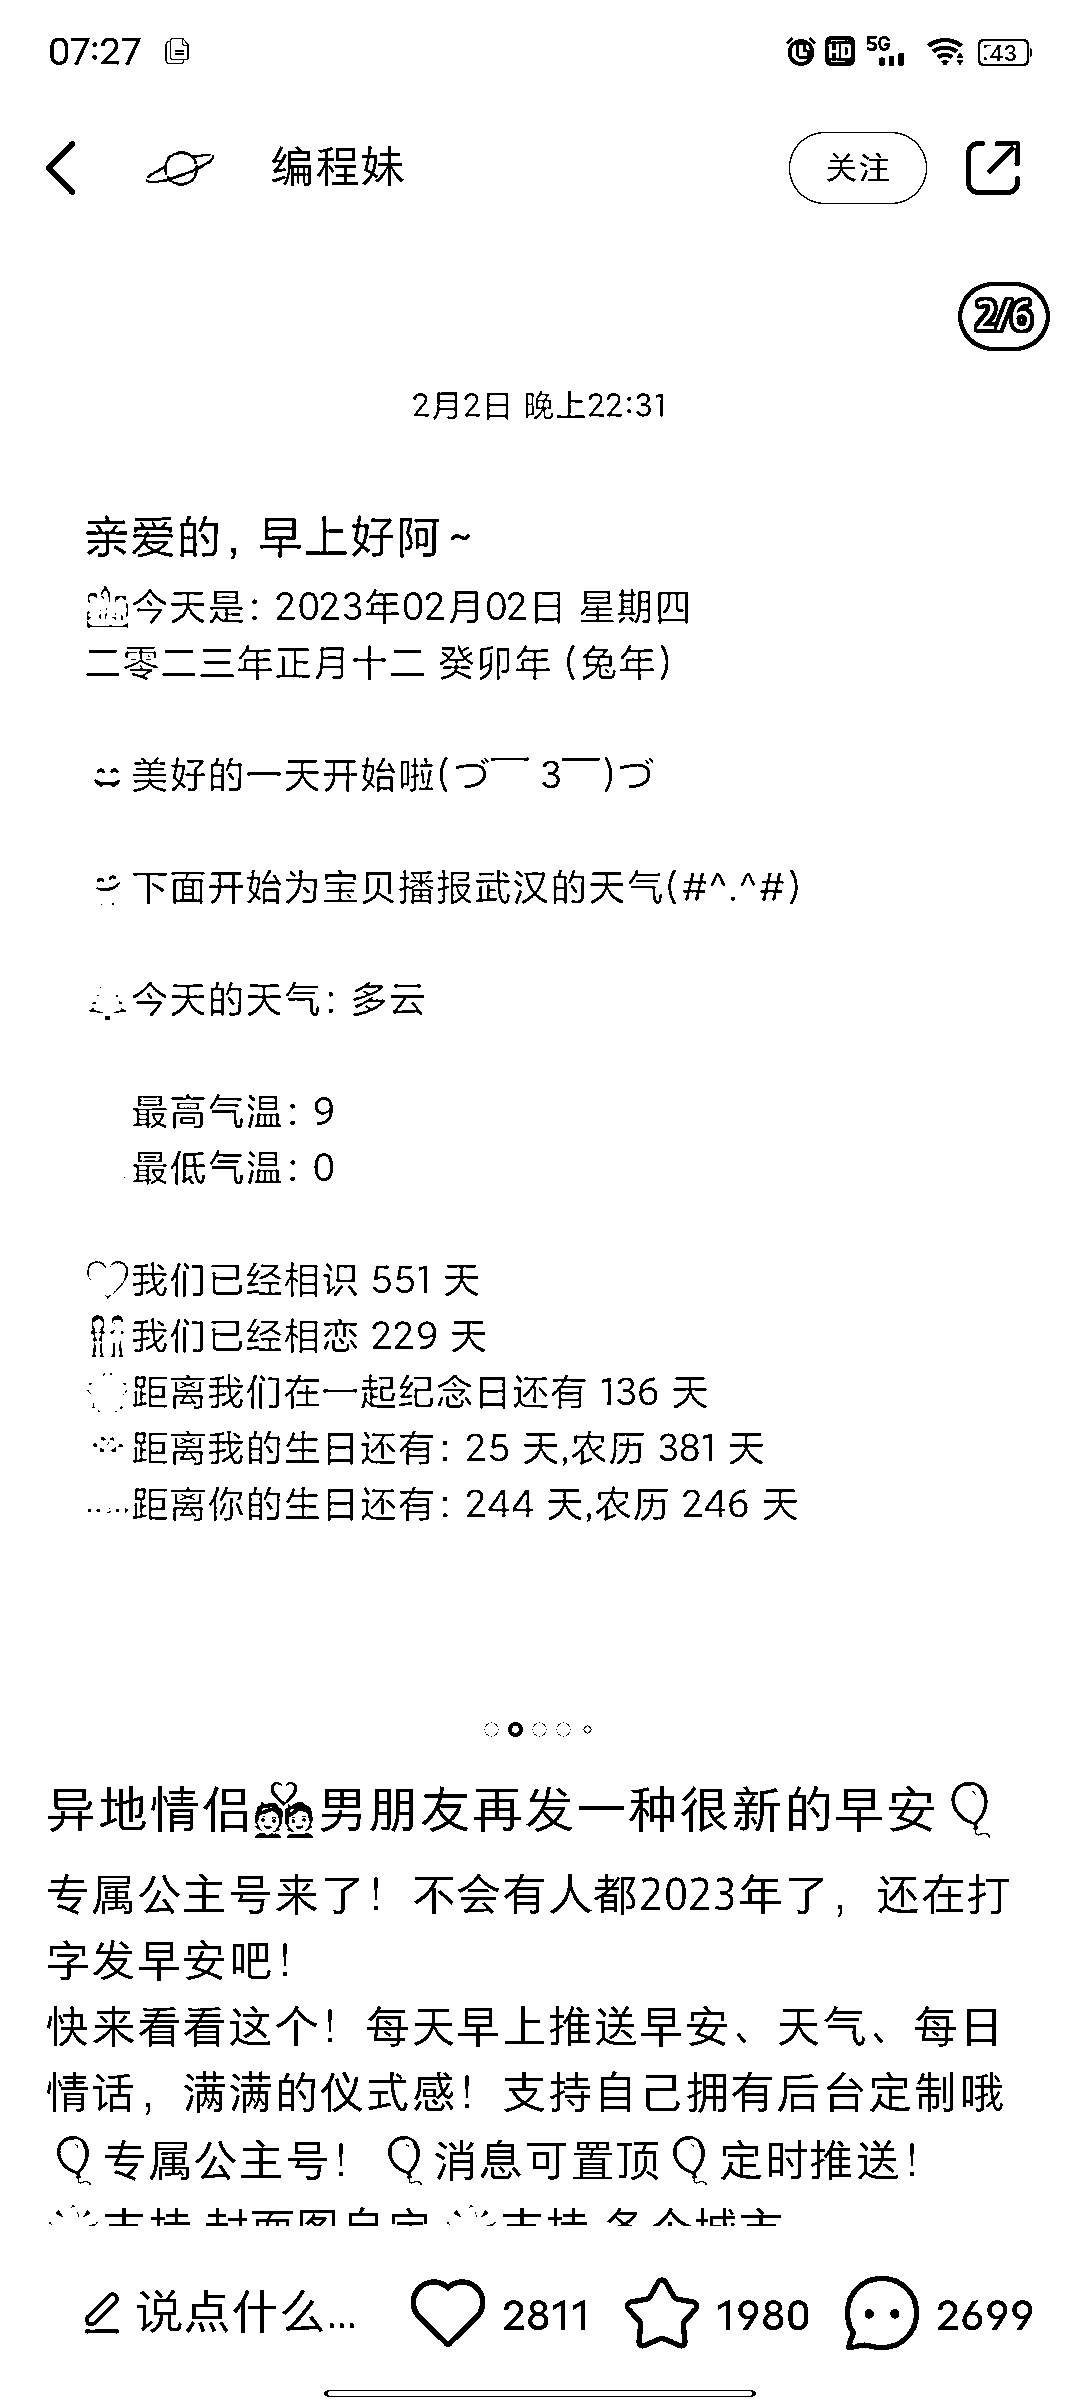 07:27 HD 5G 43
编程妹 关注
2/6
2月2日 晚上22:31
亲爱的, 早上好阿~
今天是: 2023年02月02日 星期四
二零二三年正月十二 癸卯年 (兔年)
美好的一天开始啦(づ￣ 3￣)づ
下面开始为宝贝播报武汉的天气(#^.^#)
今天的天气: 多云
最高气温: 9
最低气温: 0
我们已经相识 551 天
我们已经相恋 229 天
距离我们在一起纪念日还有 136 天
距离我的生日还有: 25 天,农历 381 天
距离你的生日还有: 244 天,农历 246 天
异地情侣💑男朋友再发一种很新的早安🎈
专属公主号来了！不会有人都2023年了，还在打
字发早安吧！
快来看看这个！每天早上推送早安、天气、每日
情话，满满的仪式感！支持自己拥有后台定制哦
🎈专属公主号！🎈消息可置顶🎈定时推送！
说点什么... 2811 1980 2699